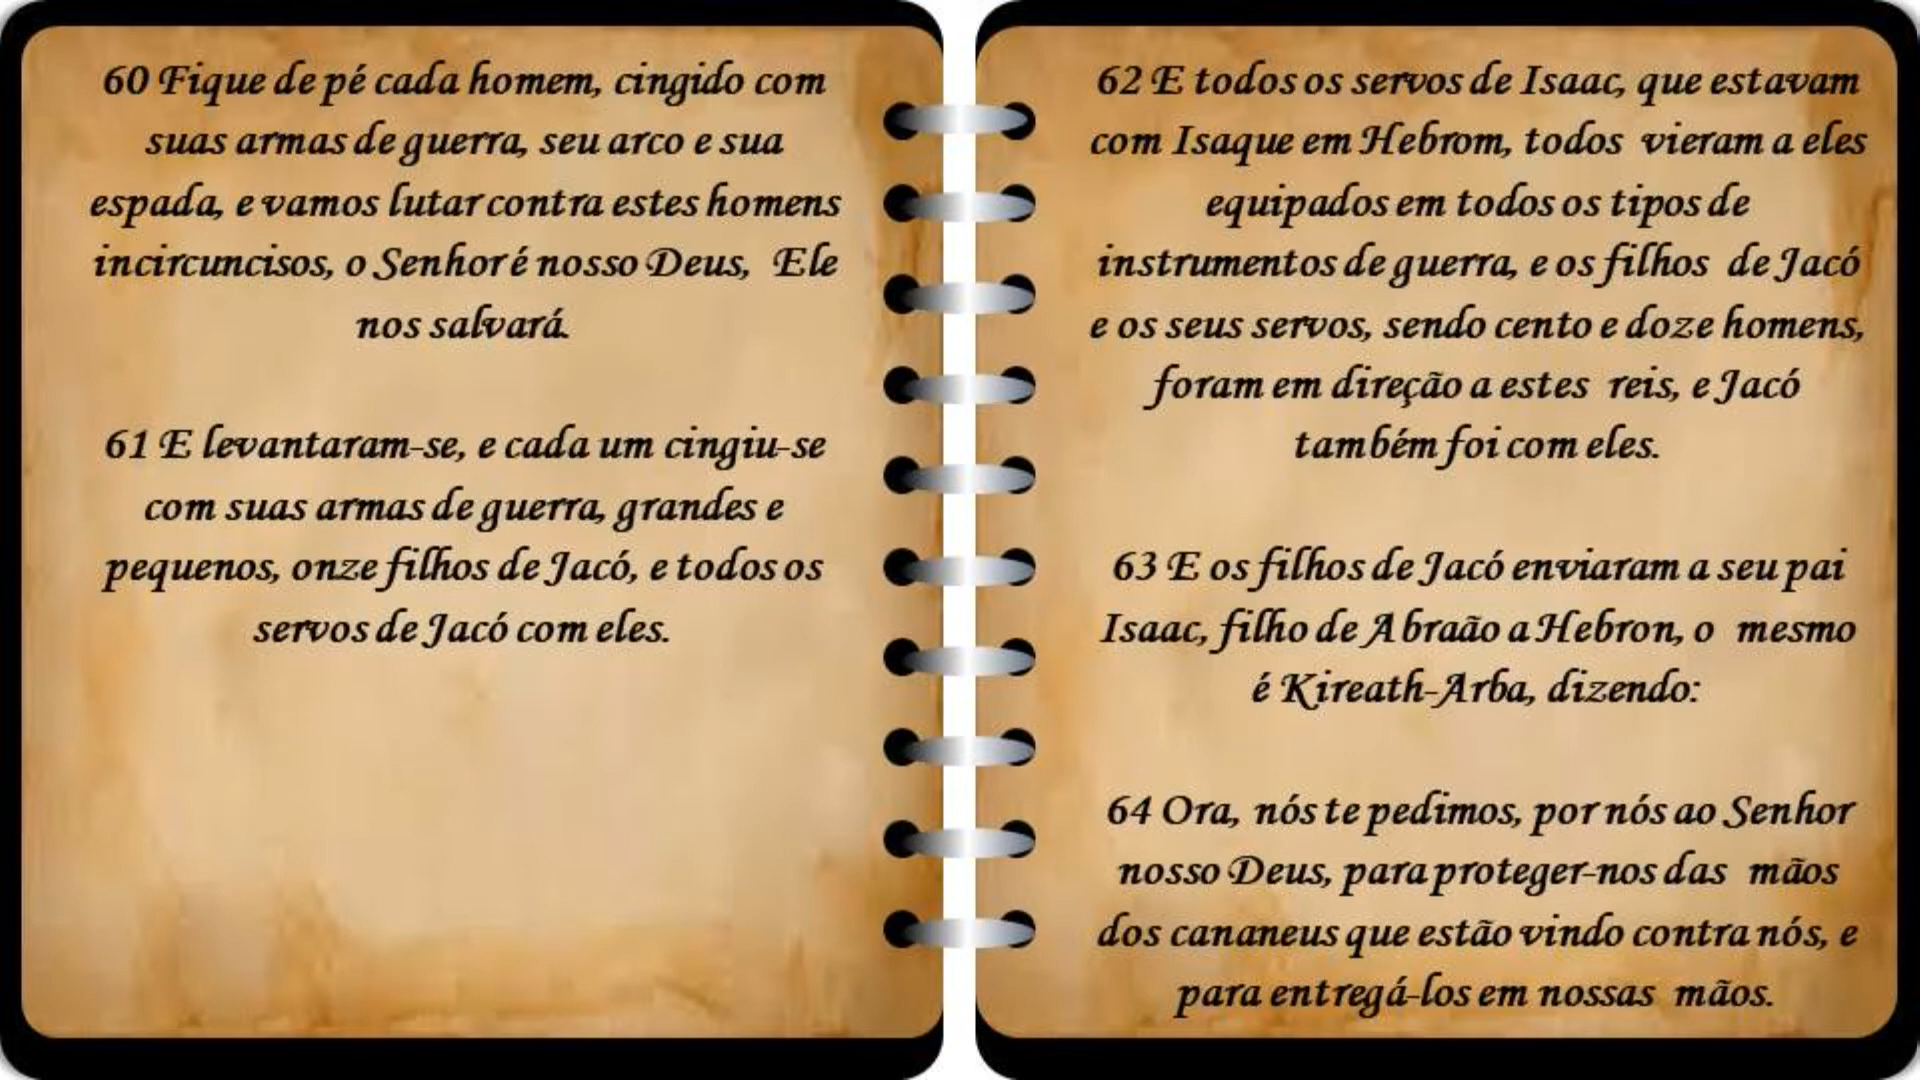 60 Fique de pé cada homem, cingido com
suas armas de guerra, seu arco e sua
espada, e vamos lutar contra estes homens
incircuncisos, o Senhor é nosso Deus, Ele
nos salvará.
61 E levantaram-se, e cada um cingiu-se
com suas armas de guerra, grandes e
pequenos, onze filhos de Jacó, e todos os
servos de Jacó com eles.
62 E todos os servos de Isaac, que estavam
com Isaque em Hebrom, todos vieram a eles
equipados em todos os tipos de
instrumentos de guerra, e os filhos de Jacó
e os seus servos, sendo cento e doze homens,
foram em direção a estes reis, e Jacó
também foi com eles.
63 E os filhos de Jacó enviaram a seu pai
Isaac, filho de Abraão a Hebron, o mesmo
é Kireath-Arba, dizendo:
64 Ora, nós te pedimos, por nós ao Senhor
nosso Deus, para proteger-nos das mãos
dos cananeus que estão vindo contra nós, e
para entregá-los em nossas mãos.